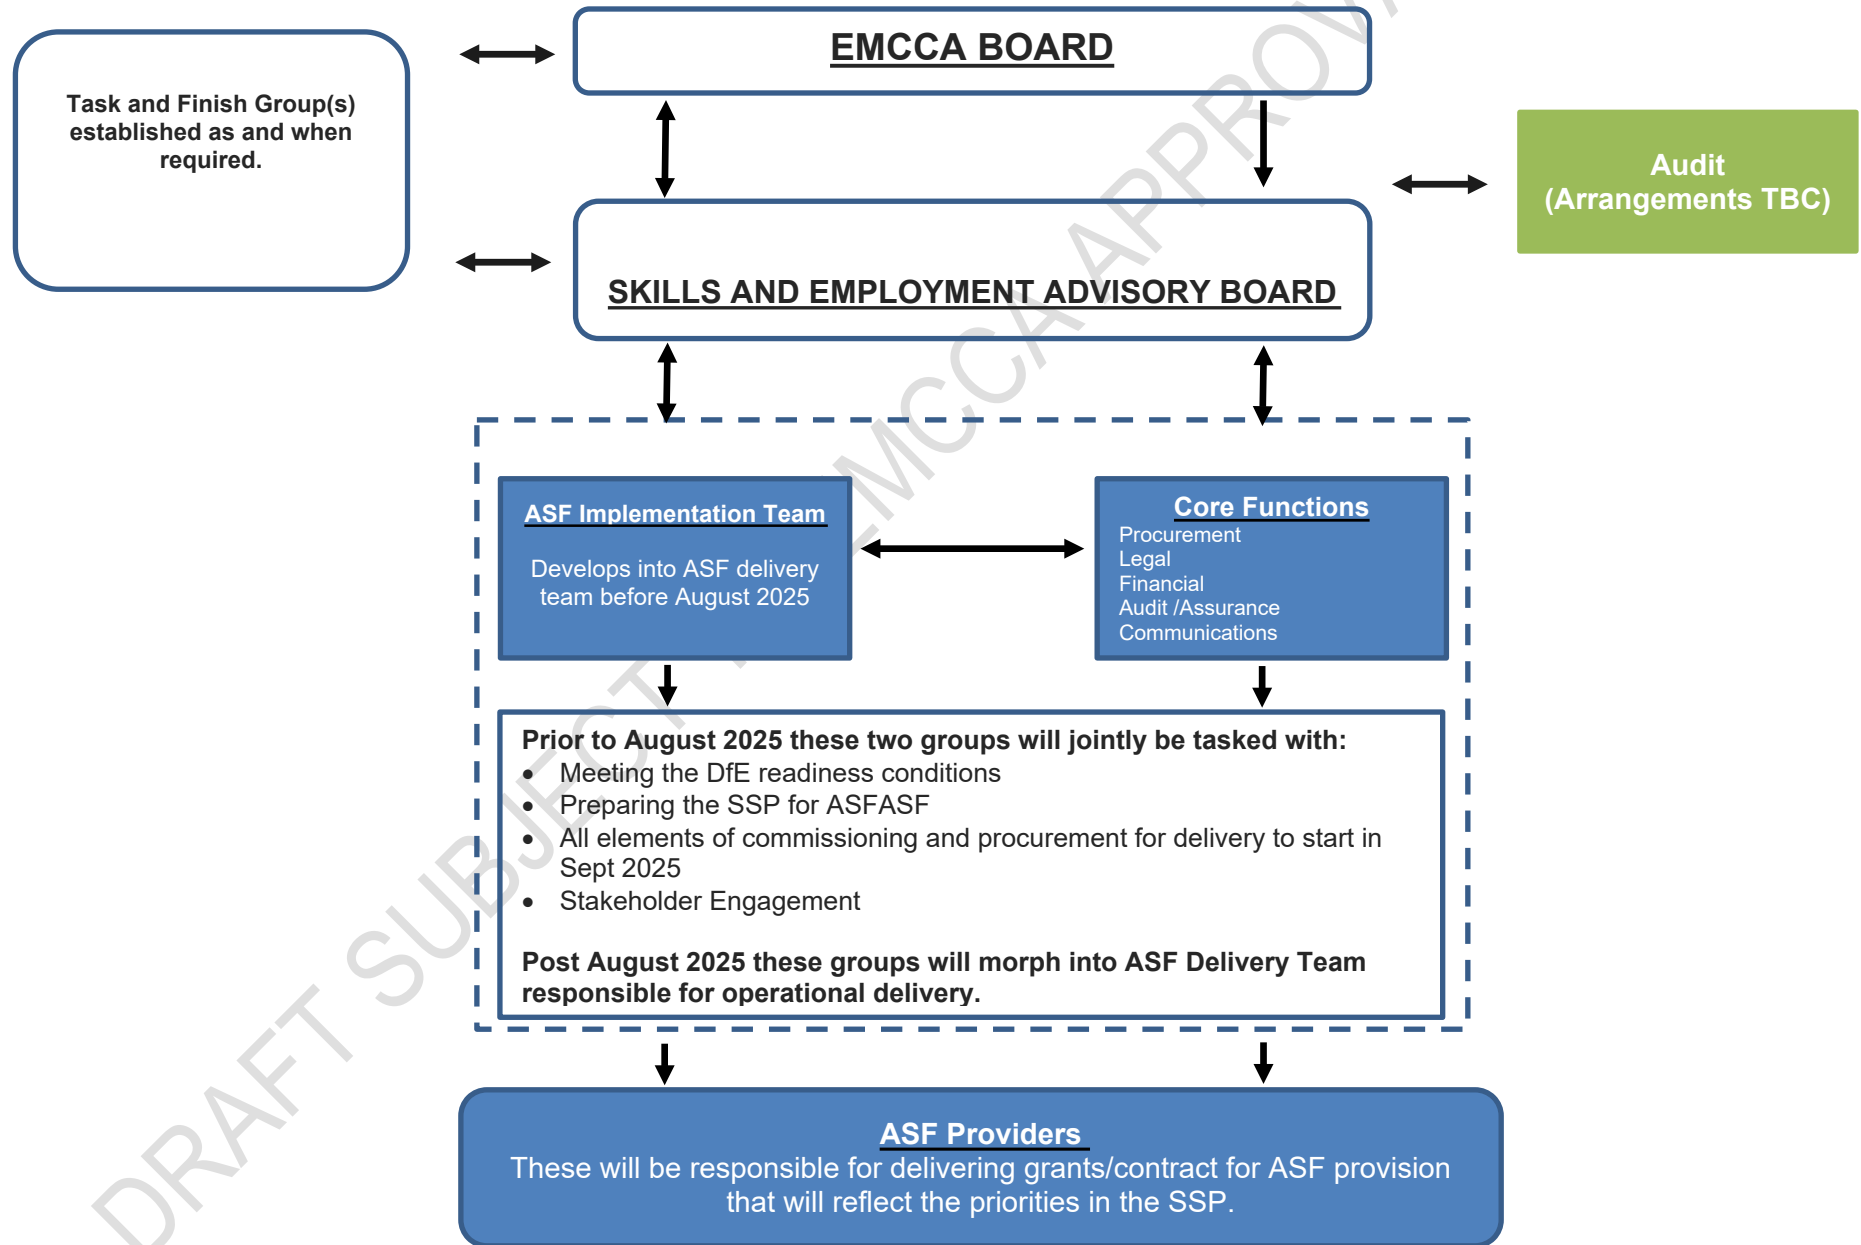 EMCCA BOARD
Task and Finish Group(s)
established as and when
required.
Audit
(Arrangements TBC)
SKILLS AND EMPLOYMENT ADVISORY BOARD
ASF Implementation Team
Develops into ASF delivery
team before August 2025
Core Functions
Procurement
Legal
Financial
Audit /Assurance
Communications
Prior to August 2025 these two groups will jointly be tasked with:
• Meeting the DfE readiness conditions
• Preparing the SSP for ASFASF
• All elements of commissioning and procurement for delivery to start in
Sept 2025
• Stakeholder Engagement
Post August 2025 these groups will morph into ASF Delivery Team
responsible for operational delivery.
ASF Providers
These will be responsible for delivering grants/contract for ASF provision
that will reflect the priorities in the SSP.
DRAFT SUBJECT EMCCA APPROVA